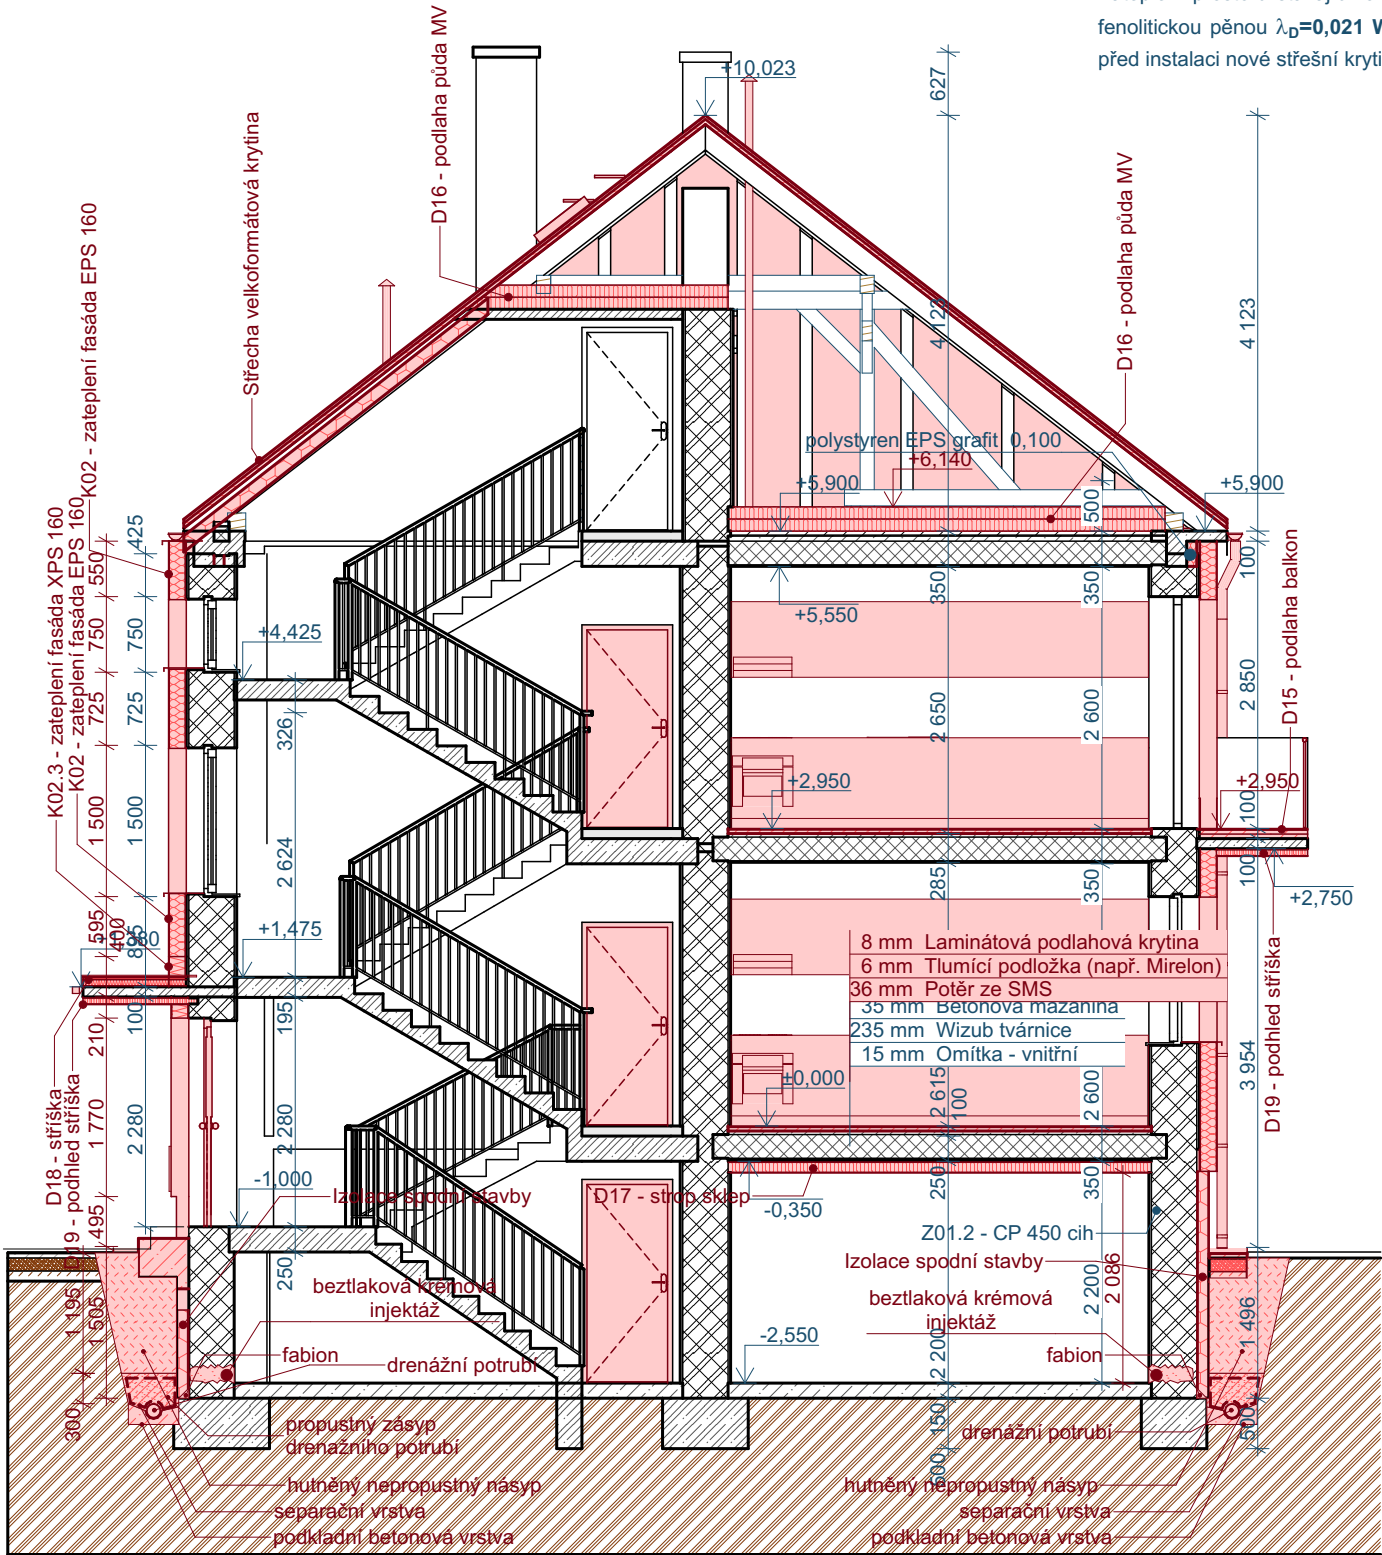 fenolitickou pěnou λD=0,021 W
před instalaci nové střešní kryti
627
+10,023
D16 - podlaha půda MV
Střecha velkoformátová krytina
4 123
4 123
D16 - podlaha půda MV
K02 - zateplení fasáda EPS 160
polystyren EPS grafit 0,100
+6,140
+5,900
+5,900
500
K02.3 - zateplení fasáda XPS 160
K02 - zateplení fasáda EPS 160
425
550
100
350
350
+5,550
750
750
+4,425
725
725
326
2 650
2 600
2 850
D15 - podlaha balkon
+2,950
+2,950
100
1 500
1 500
2 624
285
350
100
+2,750
595
400
+1,475
8 mm Laminátová podlahová krytina
6 mm Tlumící podložka (např. Mirelon)
36 mm Potěr ze SMS
35 mm Betonová mazanina
235 mm Wizub tvárnice
15 mm Omítka - vnitřní
100
195
210
D18 - stříška
D19 - podhled stříška
D19 - podhled stříška
1 770
2 280
2 280
±0,000
2 615
100
2 600
3 954
-1,000
Izolace spodní stavby
D17 - strop sklep
-0,350
250
350
495
Z01.2 - CP 450 cih
Izolace spodní stavby
250
beztlaková krémová
injektáž
beztlaková krémová
injektáž
2 200
2 086
1 195
1 505
1 496
-2,550
2 200
fabion
fabion
drenážní potrubí
300
propustný zásyp
drenažního potrubí
150
500
drenážní potrubí
600
hutněný nepropustný násyp
hutněný nepropustný násyp
separační vrstva
separační vrstva
podkladní betonová vrstva
podkladní betonová vrstva